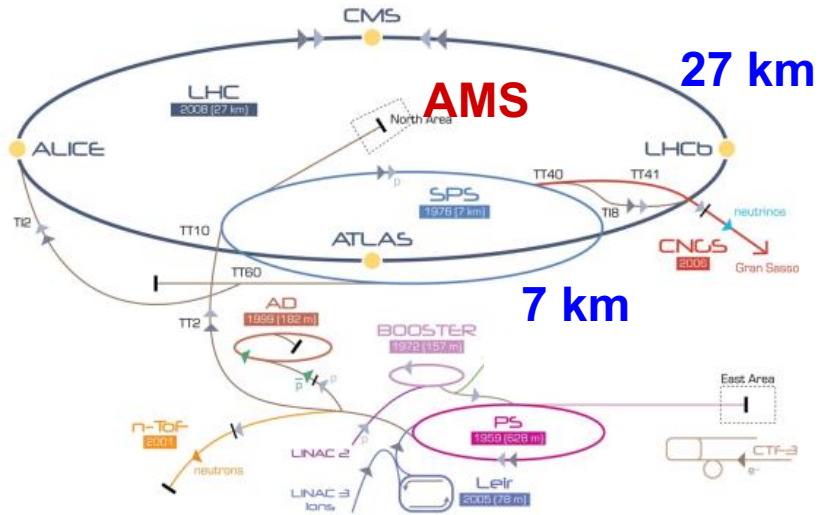 CMS
27 km
LHC
2008 (27 km)
AMS
North Area
ALICE
LHCb
TT40
TT41
p
SPS
1976 (7 km)
TI8
neutrinos
TI2
TT10
ATLAS
CNGS
2006
Gran Sasso
TT60
7 km
AD
1999 (182 m)
TT2
BOOSTER
1972 (157 m)
p
p̅
East Area
n-ToF
2001
p
PS
1959 (628 m)
LINAC 2
CTF-3
e-
neutrons
LINAC 3
Ions
Leir
2005 (78 m)